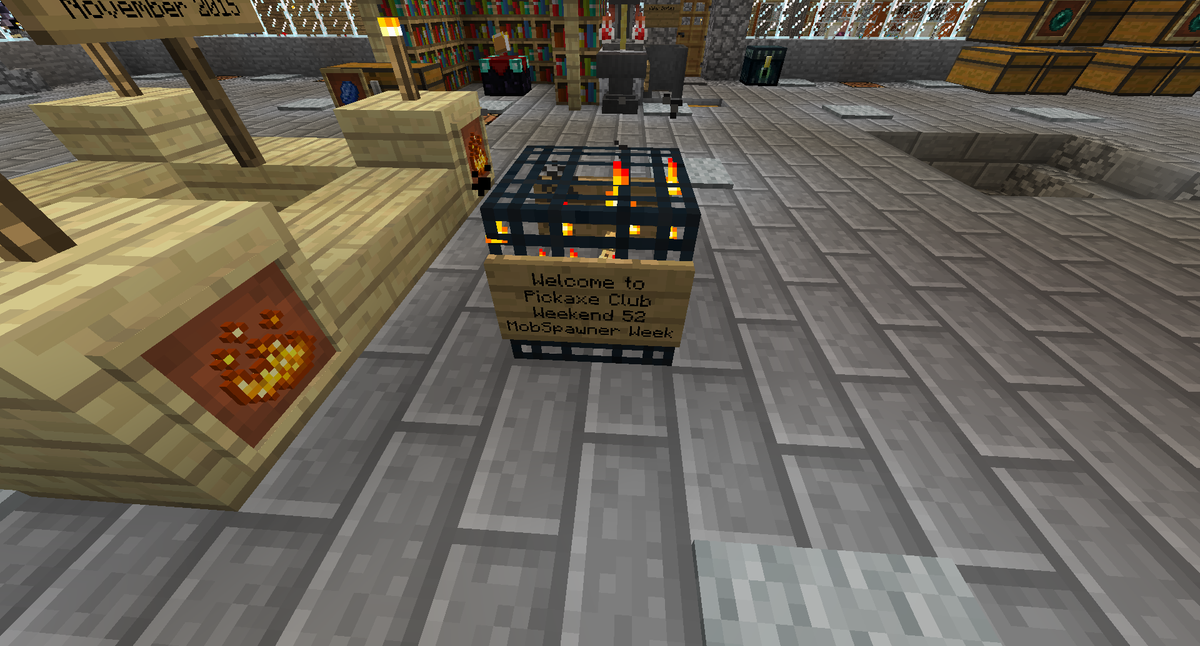 November 2015
Welcome to
Pickaxe Club
Weekend 52
MobSpawner Week